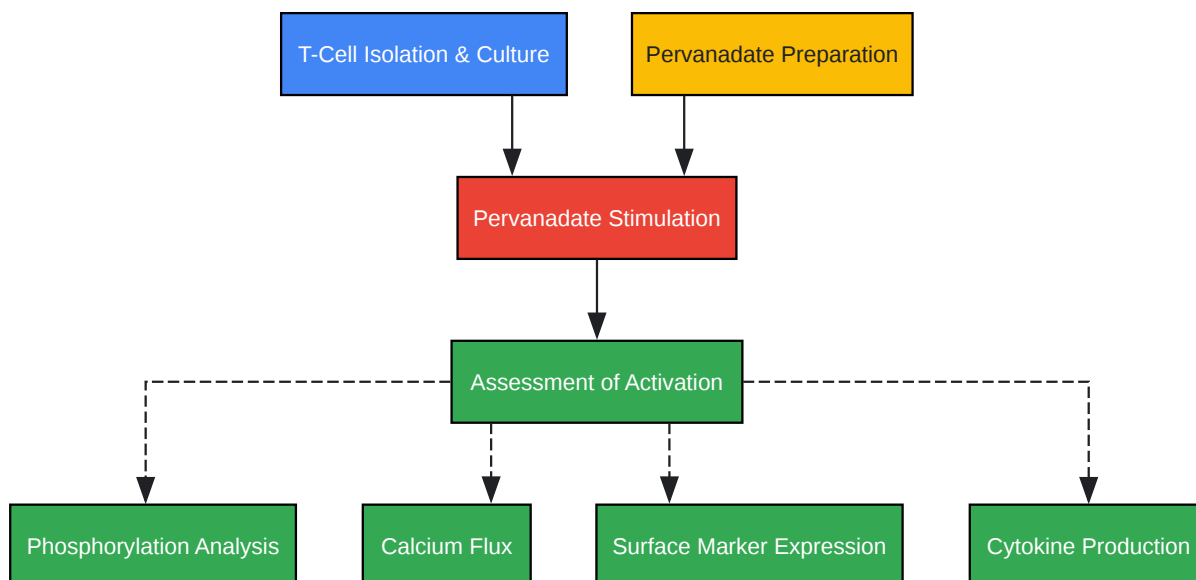 T-Cell Isolation & Culture
Pervanadate Preparation
Pervanadate Stimulation
Assessment of Activation
Phosphorylation Analysis
Calcium Flux
Surface Marker Expression
Cytokine Production